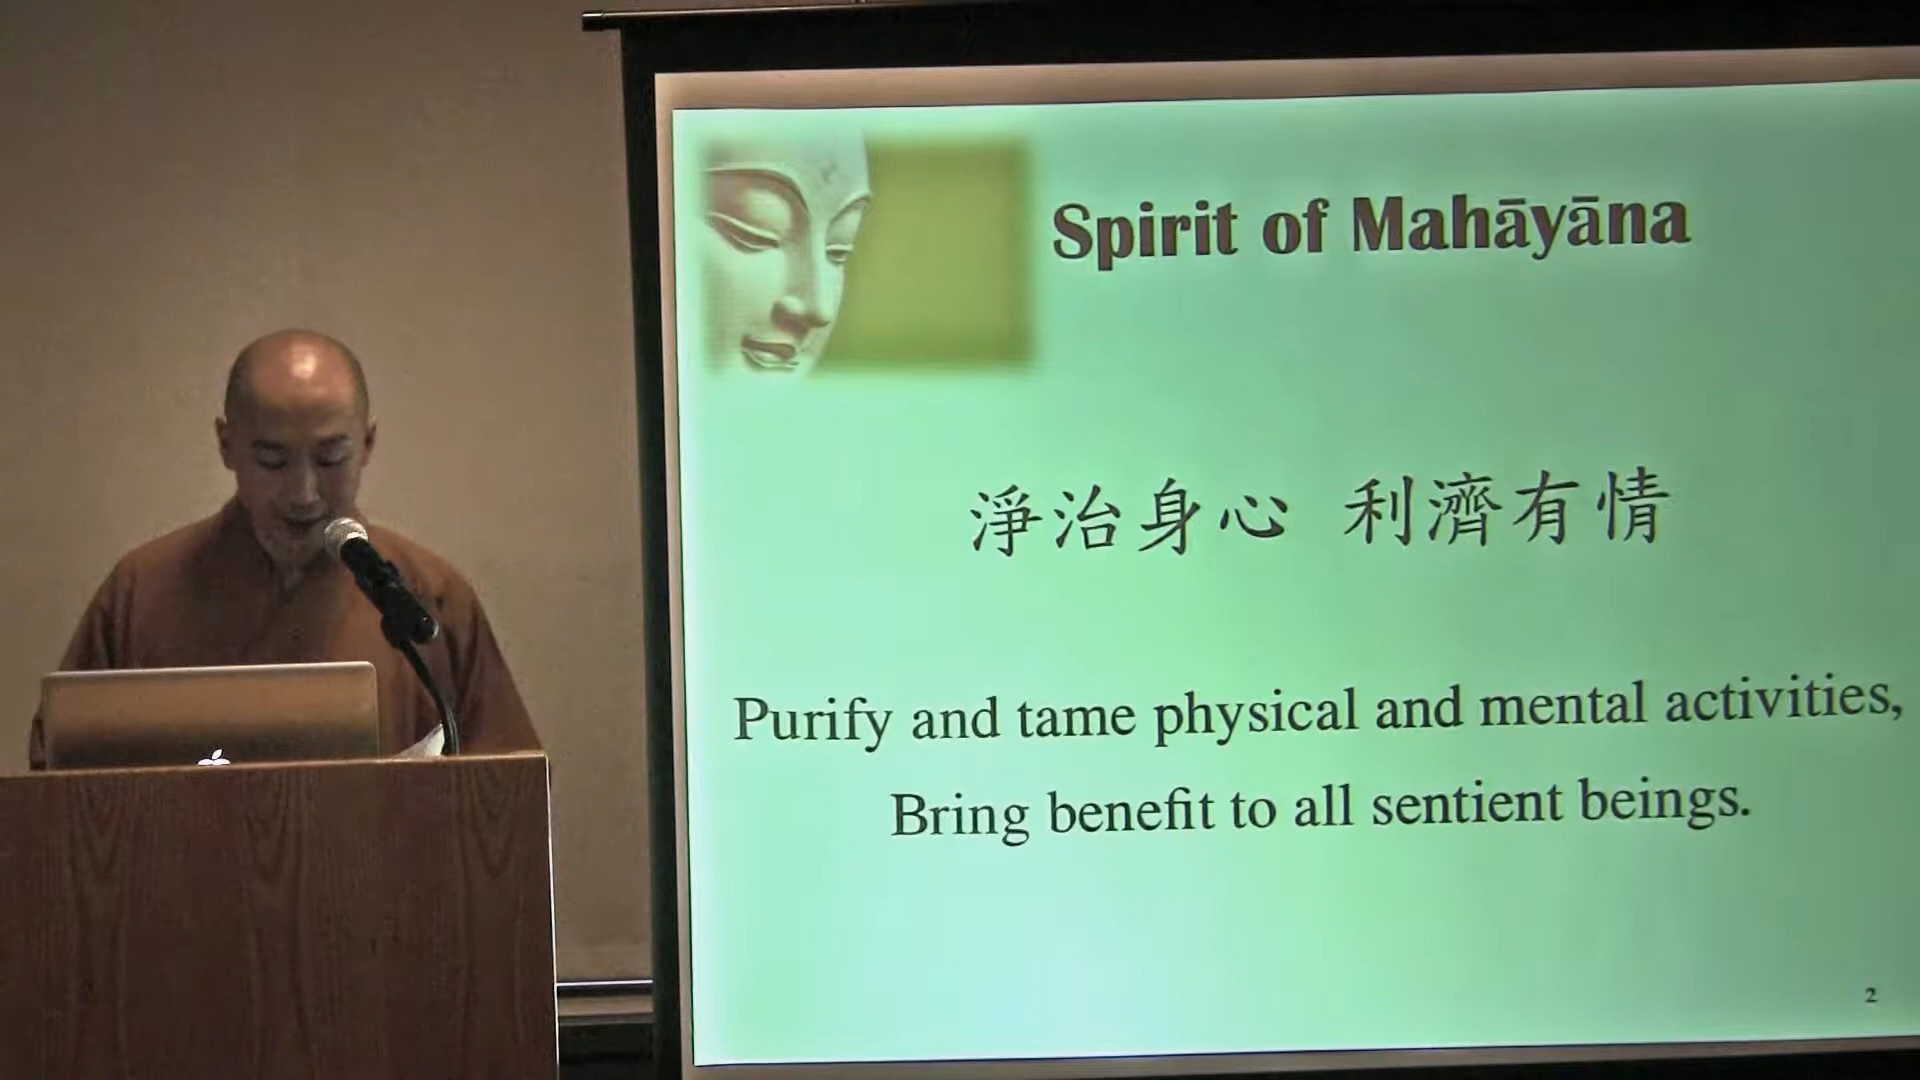 Spirit of Mahāyāna
淨治身心 利濟有情
Purify and tame physical and mental activities,
Bring benefit to all sentient beings.
2